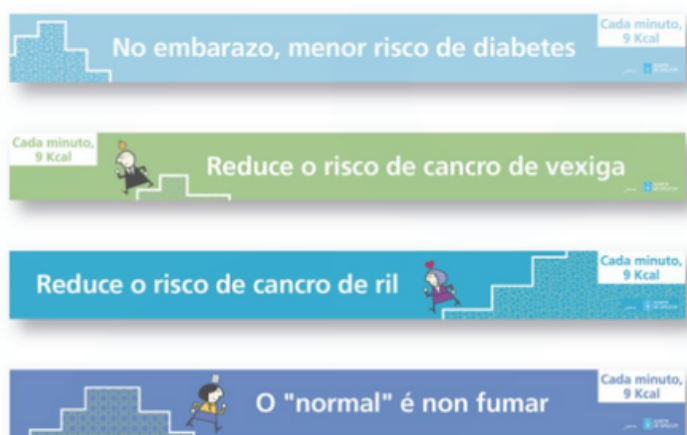 No embarazo, menor risco de diabetes
Cada minuto,
9 Kcal
Cada minuto,
9 Kcal
Reduce o risco de cancro de vexiga
Reduce o risco de cancro de ril
Cada minuto,
9 Kcal
O "normal" é non fumar
Cada minuto,
9 Kcal